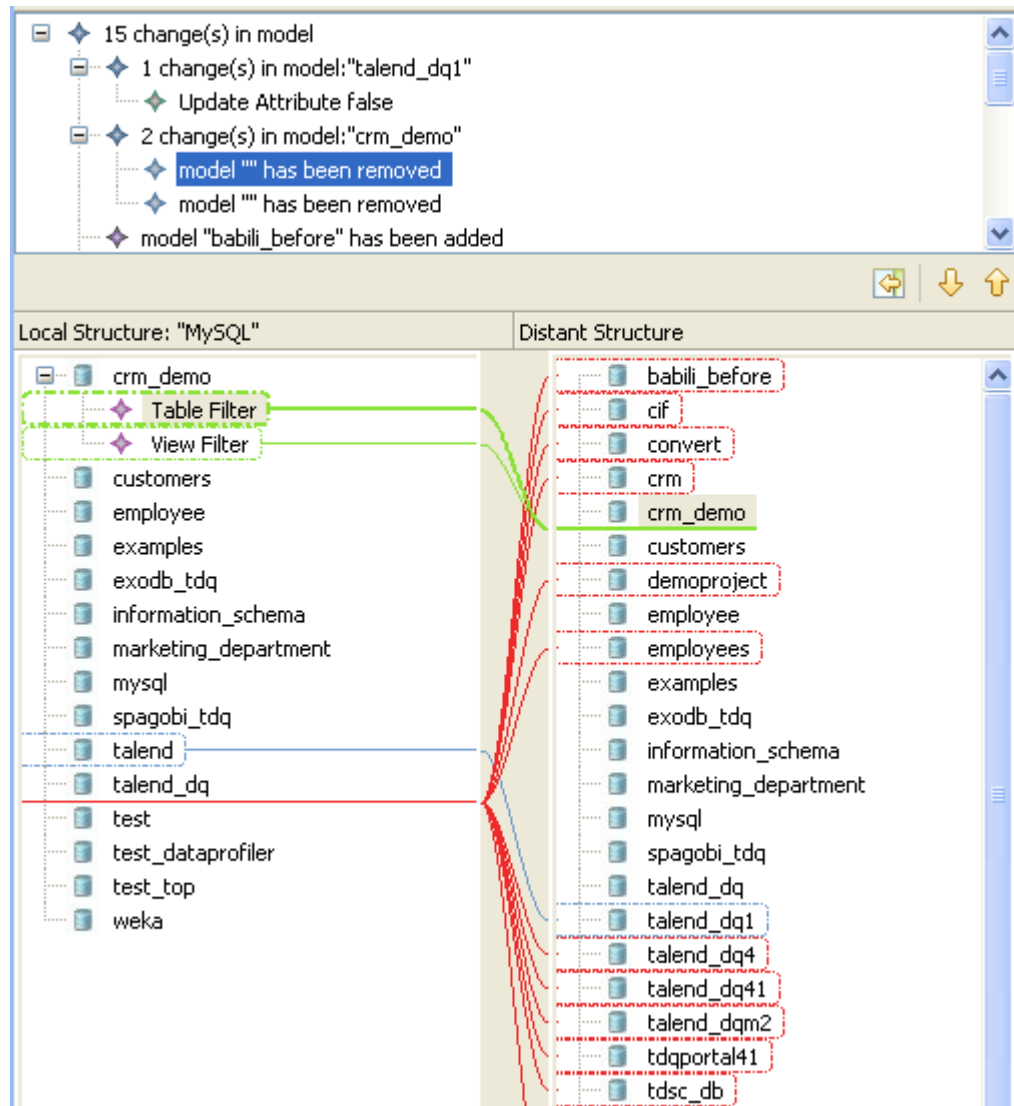 15 change(s) in model
1 change(s) in model:"talend_dq1"
Update Attribute false
2 change(s) in model:"crm_demo"
model "" has been removed
model "" has been removed
model "babili_before" has been added
Local Structure: "MySQL"
Distant Structure
crm_demo
Table Filter
View Filter
customers
employee
examples
exodb_tdq
information_schema
marketing_department
mysql
spagobi_tdq
talend
talend_dq
test
test_dataprofiler
test_top
weka
babili_before
cif
convert
crm
crm_demo
customers
demoproject
employee
employees
examples
exodb_tdq
information_schema
marketing_department
mysql
spagobi_tdq
talend_dq
talend_dq1
talend_dq4
talend_dq41
talend_dqm2
tdqportal41
tdsc_db